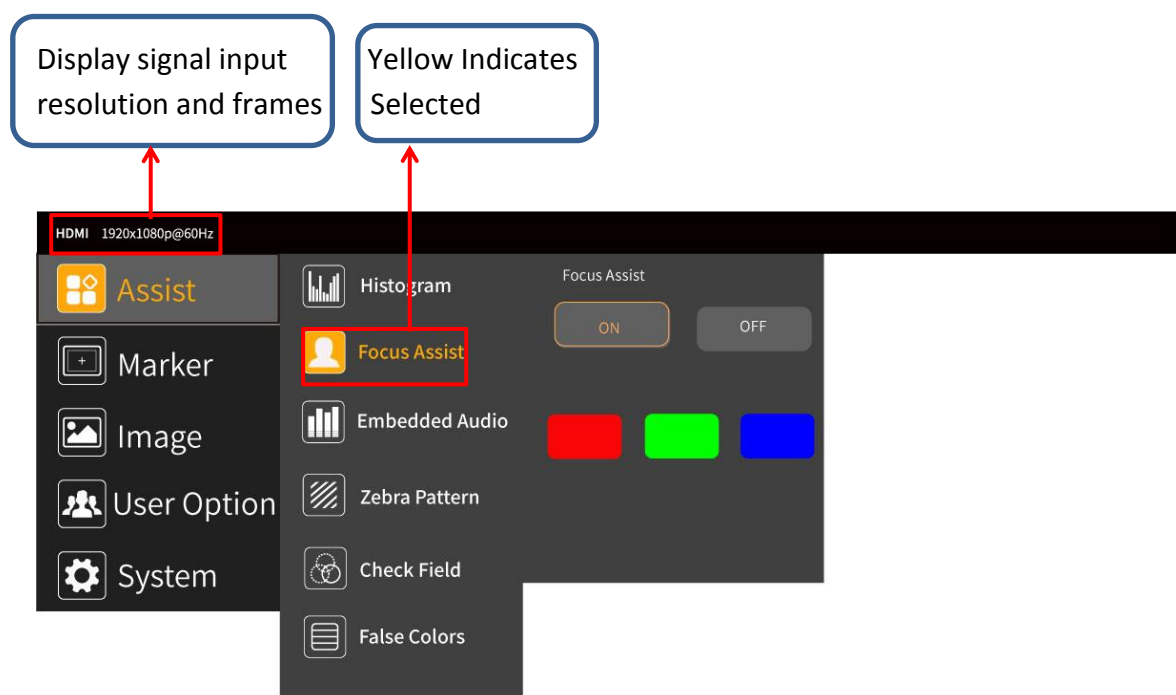 Display signal input
resolution and frames
Yellow Indicates
Selected
HDMI 1920x1080p@60Hz
Assist
Marker
Image
User Option
System
Histogram
Focus Assist
Embedded Audio
Zebra Pattern
Check Field
False Colors
Focus Assist
ON OFF